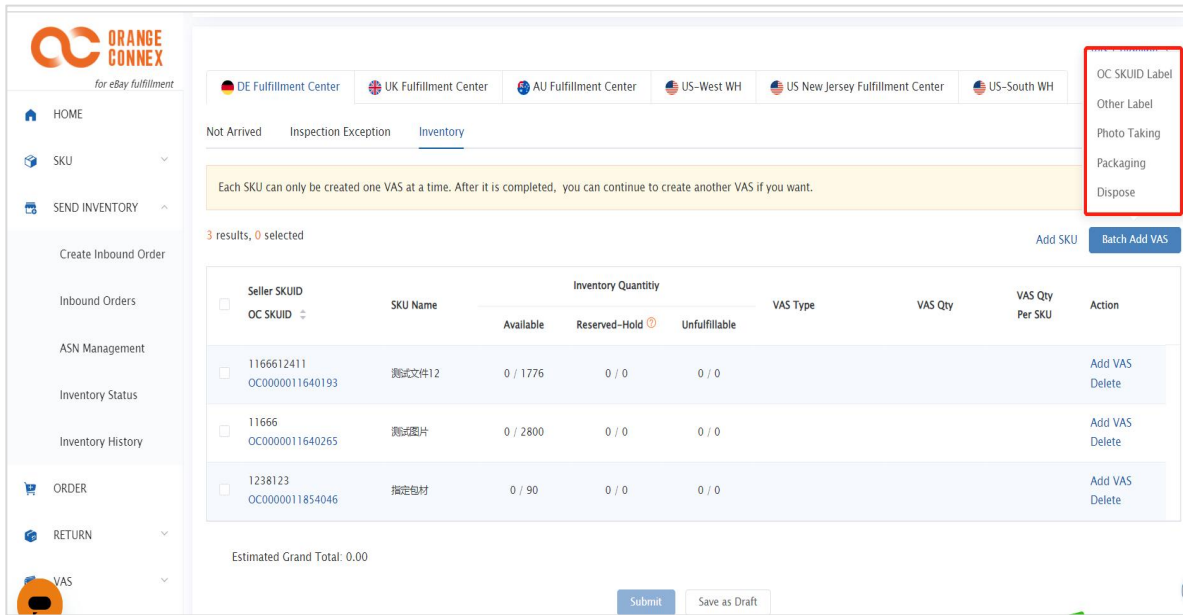 ORANGE
CONNEX
for eBay fulfillment
HOME
SKU
SEND INVENTORY
Create Inbound Order
Inbound Orders
ASN Management
Inventory Status
Inventory History
ORDER
RETURN
VAS
DE Fulfillment Center UK Fulfillment Center AU Fulfillment Center US-West WH US New Jersey Fulfillment Center US-South WH
Not Arrived Inspection Exception Inventory
Each SKU can only be created one VAS at a time. After it is completed, you can continue to create another VAS if you want.
OC SKUID Label
Other Label
Photo Taking
Packaging
Dispose
3 results, 0 selected
Add SKU Batch Add VAS
Seller SKUID
OC SKUID
SKU Name
Inventory Quantitiy
Available Reserved-Hold Unfulfillable
VAS Type
VAS Qty
VAS Qty
Per SKU
Action
1166612411
OC0000011640193
测试文件12 0 / 1776 0 / 0 0 / 0
Add VAS
Delete
11666
OC0000011640265
测试图片 0 / 2800 0 / 0 0 / 0
Add VAS
Delete
1238123
OC0000011854046
指定包材 0 / 90 0 / 0 0 / 0
Add VAS
Delete
Estimated Grand Total: 0.00
Submit Save as Draft